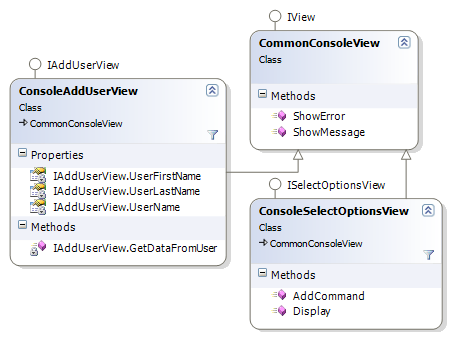 IView
CommonConsoleView
Class
Methods
ShowError
ShowMessage
IAddUserView
ConsoleAddUserView
Class
CommonConsoleView
Properties
IAddUserView.UserFirstName
IAddUserView.UserLastName
IAddUserView.UserName
Methods
IAddUserView.GetDataFromUser
ISelectOptionsView
ConsoleSelectOptionsView
Class
CommonConsoleView
Methods
AddCommand
Display